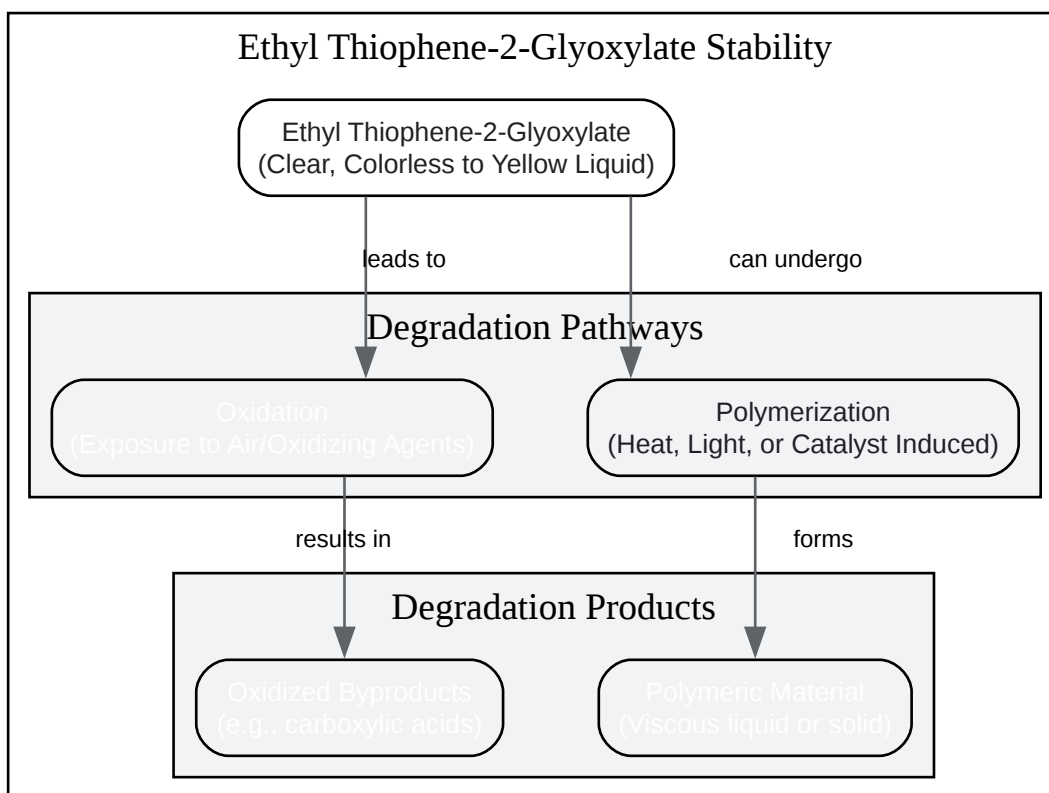 Ethyl Thiophene-2-Glyoxylate Stability
Ethyl Thiophene-2-Glyoxylate
(Clear, Colorless to Yellow Liquid)
leads to
can undergo
Degradation Pathways
Oxidation
(Exposure to Air/Oxidizing Agents)
Polymerization
(Heat, Light, or Catalyst Induced)
results in
forms
Degradation Products
Oxidized Byproducts
(e.g., carboxylic acids)
Polymeric Material
(Viscous liquid or solid)